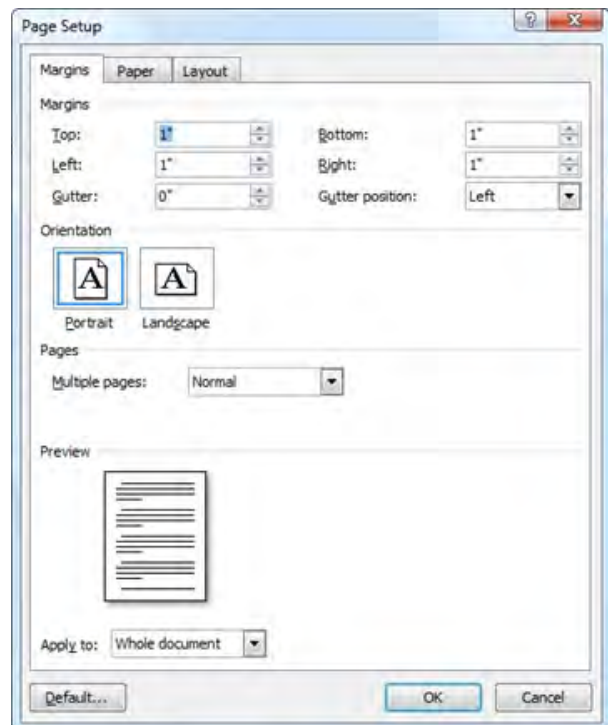 Page Setup
Margins Paper Layout
Margins
Top: 1" Bottom: 1"
Left: 1" Right: 1"
Gutter: 0" Gutter position: Left
Orientation
A A
Portrait Landscape
Pages
Multiple pages: Normal
Preview
Apply to: Whole document
Default... OK Cancel